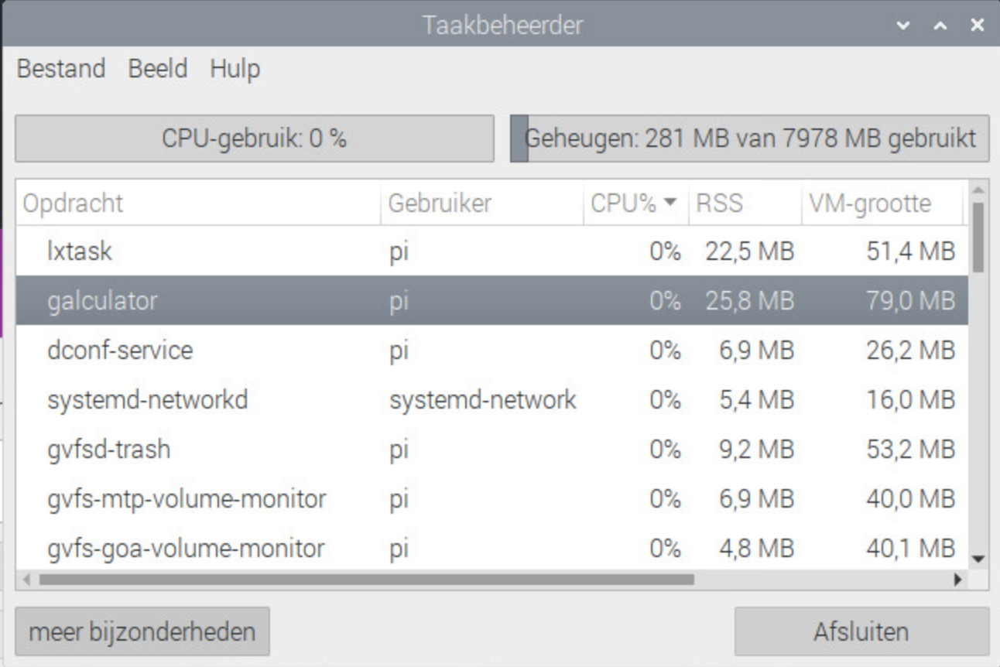 Taakbeheerder
Bestand Beeld Hulp
CPU-gebruik: 0 % Geheugen: 281 MB van 7978 MB gebruikt
Opdracht Gebruiker CPU% RSS VM-grootte
lxtask pi 0% 22,5 MB 51,4 MB
galculator pi 0% 25,8 MB 79,0 MB
dconf-service pi 0% 6,9 MB 26,2 MB
systemd-networkd systemd-network 0% 5,4 MB 16,0 MB
gvfsd-trash pi 0% 9,2 MB 53,2 MB
gvfs-mtp-volume-monitor pi 0% 6,9 MB 40,0 MB
gvfs-goa-volume-monitor pi 0% 4,8 MB 40,1 MB
meer bijzonderheden Afsluiten